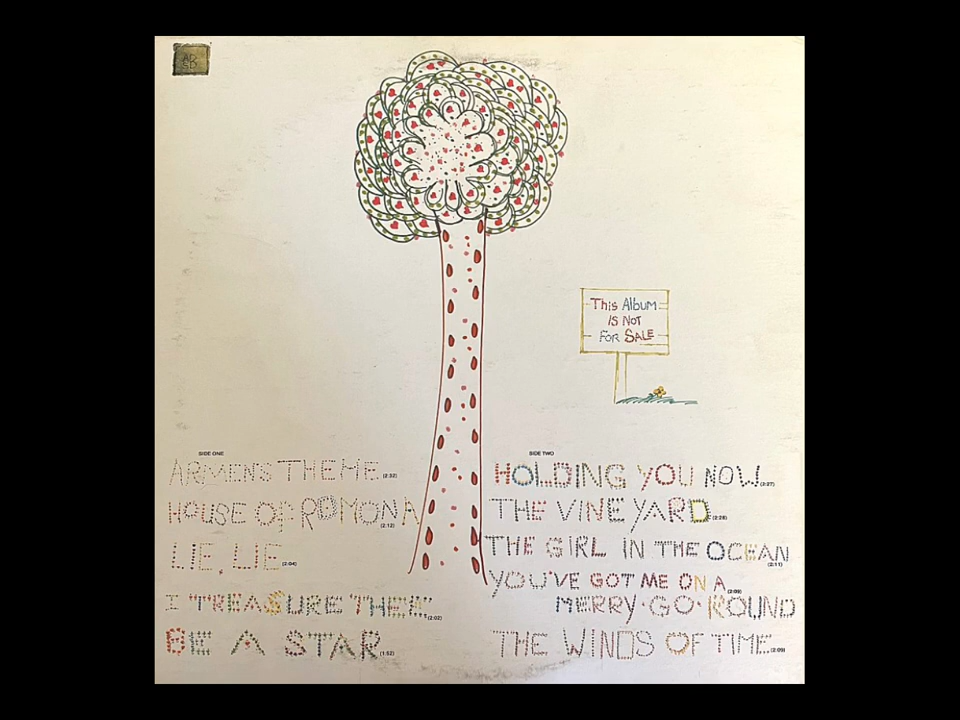 This Album
is Not
For Sale
SIDE ONE
ARMEN'S THEME (2:32)
HOUSE OF ROMONA (2:12)
LIE, LIE (2:04)
I TREASURE THEE (2:02)
BE A STAR (1:52)
SIDE TWO
HOLDING YOU NOW (2:27)
THE VINEYARD (2:28)
THE GIRL IN THE OCEAN (2:11)
YOU'VE GOT ME ON A (2:09)
MERRY·GO·ROUND
THE WINDS OF TIME (2:09)